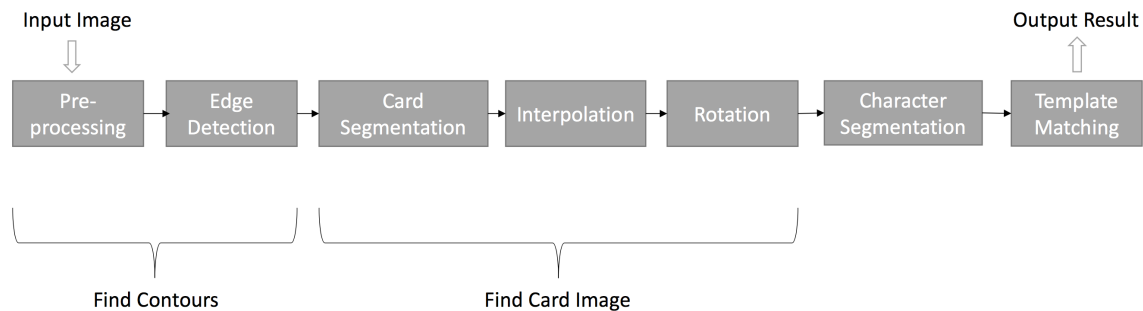 Input Image
Output Result
Pre-
processing
Edge
Detection
Card
Segmentation
Interpolation
Rotation
Character
Segmentation
Template
Matching
Find Contours
Find Card Image